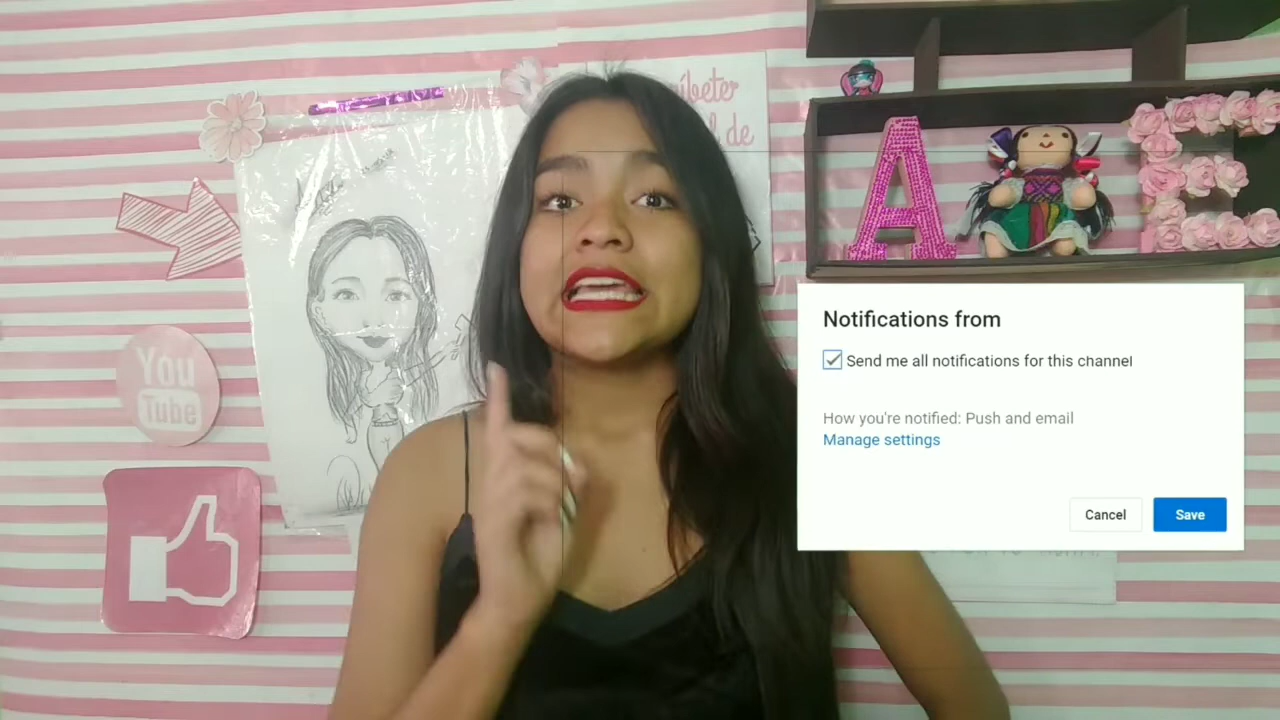 You
Tube
A
E
Notifications from
Send me all notifications for this channel
How you're notified: Push and email
Manage settings
Cancel
Save